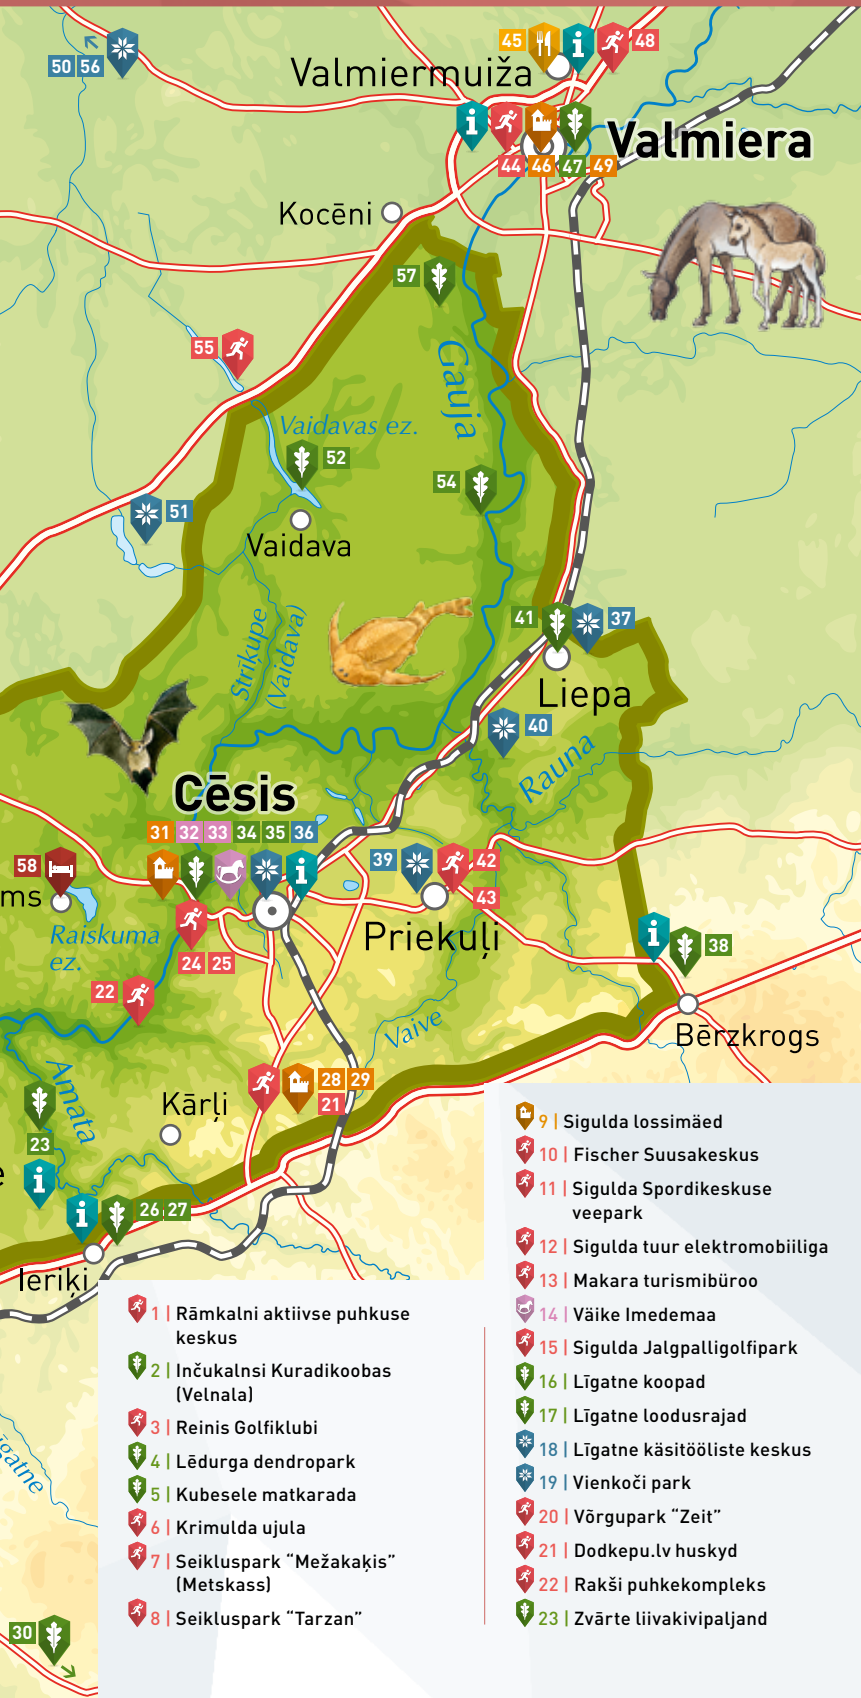 45
48
50 56
Valmiermuiža
Valmiera
44 46 47 49
Kocēni
57
55
Gauja
Vaidavas ez.
52
54
51
Vaidava
41
37
Strīķupe
(Vaidava)
Liepa
40
Rauna
Cēsis
31 32 33 34 35 36
58
39
42
43
ms
Raiskuma
ez.
Priekuļi
24 25
38
22
Bērzkrogs
Vaive
Amata
28 29
21
Kārļi
23
e
26 27
Ieriķi
īgatne
30
1 | Rāmkalni aktiivse puhkuse
keskus
2 | Inčukalnsi Kuradikoobas
(Velnala)
3 | Reinis Golfiklubi
4 | Lēdurga dendropark
5 | Kubesele matkarada
6 | Krimulda ujula
7 | Seikluspark “Mežakaķis”
(Metskass)
8 | Seikluspark “Tarzan”
9 | Sigulda lossimäed
10 | Fischer Suusakeskus
11 | Sigulda Spordikeskuse
veepark
12 | Sigulda tuur elektromobiiliga
13 | Makara turismibüroo
14 | Väike Imedemaa
15 | Sigulda Jalgpalligolfipark
16 | Līgatne koopad
17 | Līgatne loodusrajad
18 | Līgatne käsitööliste keskus
19 | Vienkoči park
20 | Võrgupark “Zeit”
21 | Dodkepu.lv huskyd
22 | Rakši puhkekompleks
23 | Zvārte liivakivipaljand